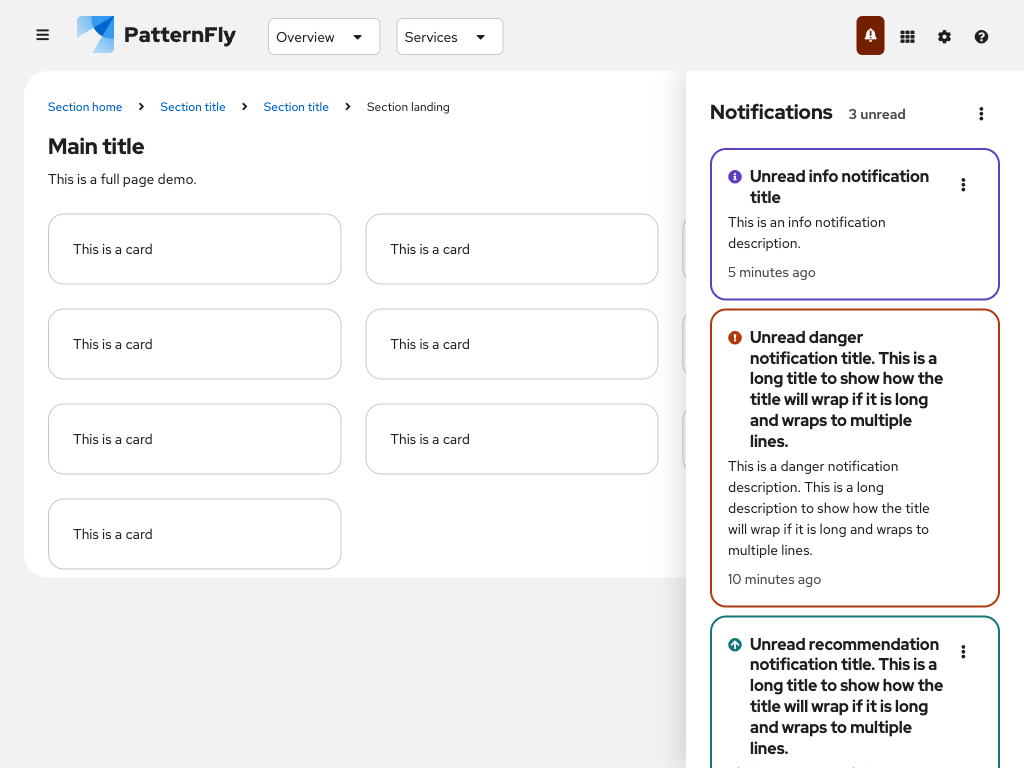 PatternFly
Overview
Services
Section home
Section title
Section title
Section landing
Main title
This is a full page demo.
This is a card
This is a card
This is a card
This is a card
This is a card
This is a card
This is a card
Notifications
3 unread
Unread info notification
title
This is an info notification
description.
5 minutes ago
Unread danger
notification title. This is a
long title to show how the
title will wrap if it is long
and wraps to multiple
lines.
This is a danger notification
description. This is a long
description to show how the title
will wrap if it is long and wraps to
multiple lines.
10 minutes ago
Unread recommendation
notification title. This is a
long title to show how the
title will wrap if it is long
and wraps to multiple
lines.